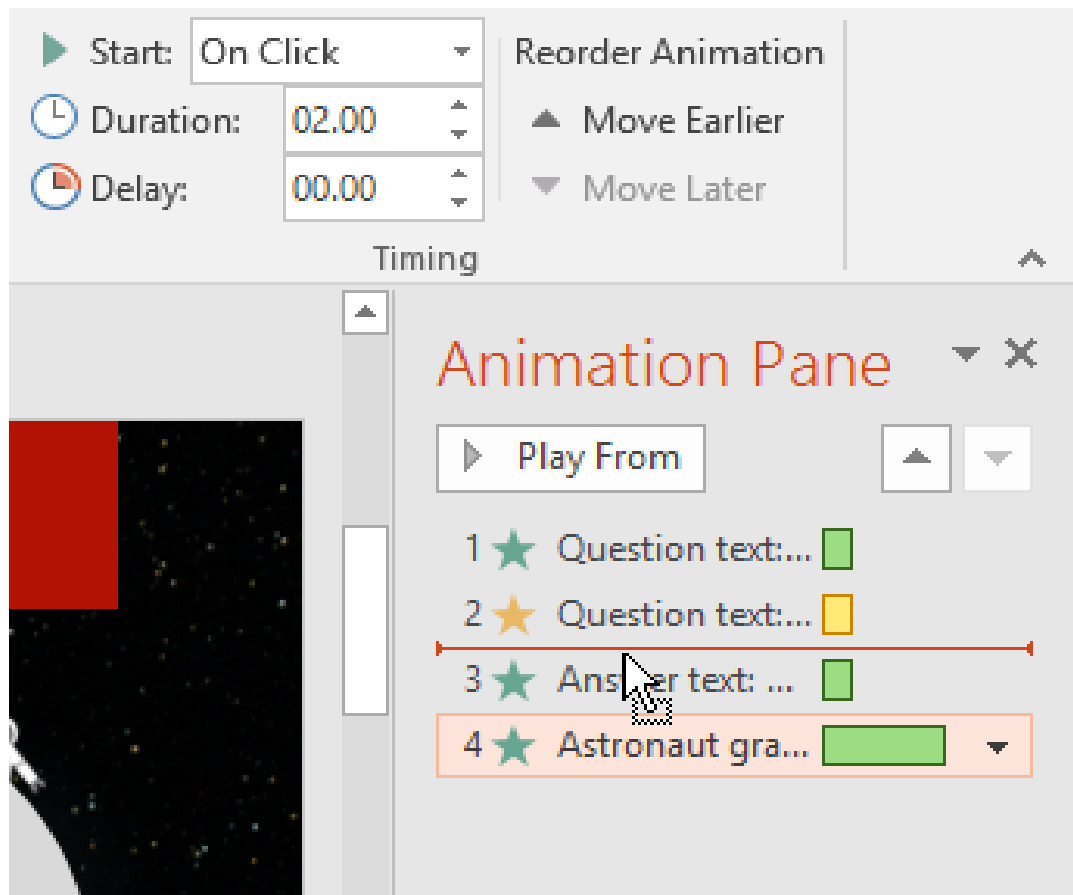 Start: On Click
Reorder Animation
Duration: 02.00
Move Earlier
Delay: 00.00
Move Later
Timing
Animation Pane
Play From
1 Question text:...
2 Question text:...
3 Answer text: ...
4 Astronaut gra...